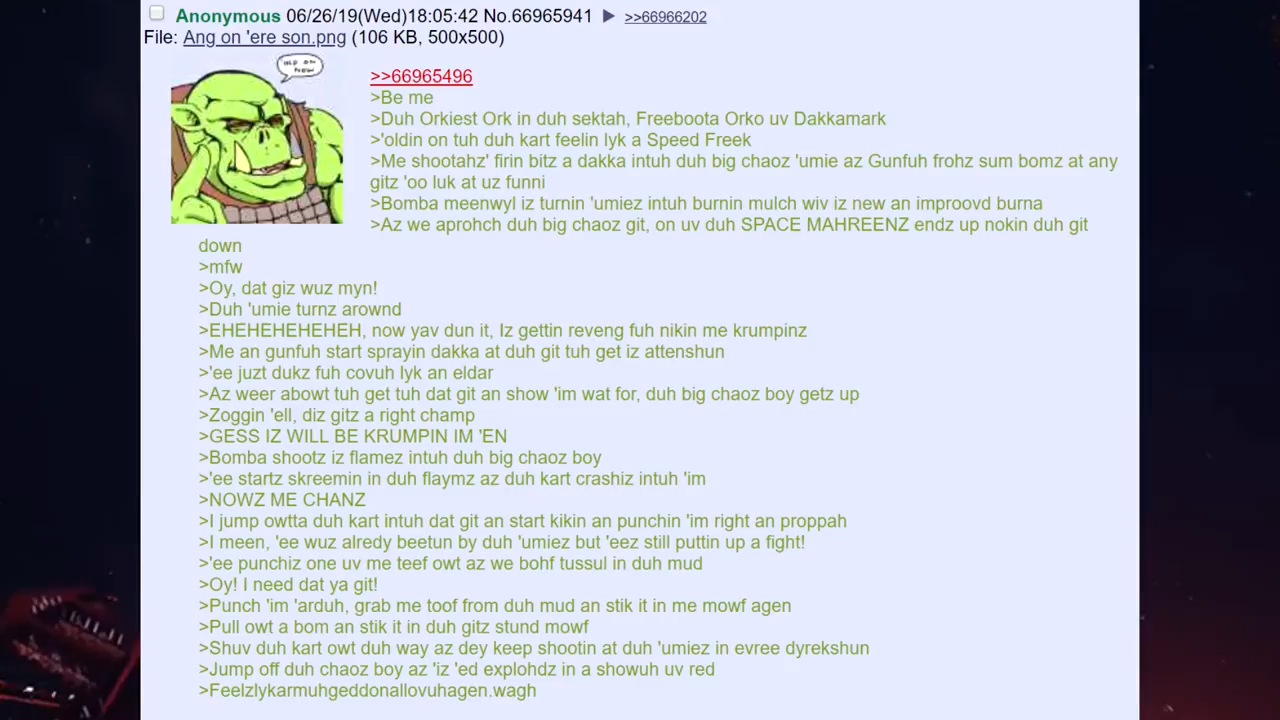 Anonymous 06/26/19(Wed)18:05:42 No.66965941 ▶ >>66966202
File: Ang on 'ere son.png (106 KB, 500x500)
HOLD ON NOW
>>66965496
>Be me
>Duh Orkiest Ork in duh sektah, Freeboota Orko uv Dakkamark
>'oldin on tuh duh kart feelin lyk a Speed Freek
>Me shootahz' firin bitz a dakka intuh duh big chaoz 'umie az Gunfuh frohz sum bomz at any
gitz 'oo luk at uz funni
>Bomba meenwyl iz turnin 'umiez intuh burnin mulch wiv iz new an improovd burna
>Az we aprohch duh big chaoz git, on uv duh SPACE MAHREENZ endz up nokin duh git
down
>mfw
>Oy, dat giz wuz myn!
>Duh 'umie turnz arownd
>EHEHEHEHEHEH, now yav dun it, Iz gettin reveng fuh nikin me krumpinz
>Me an gunfuh start sprayin dakka at duh git tuh get iz attenshun
>'ee juzt dukz fuh covuh lyk an eldar
>Az weer abowt tuh get tuh dat git an show 'im wat for, duh big chaoz boy getz up
>Zoggin 'ell, diz gitz a right champ
>GESS IZ WILL BE KRUMPIN IM 'EN
>Bomba shootz iz flamez intuh duh big chaoz boy
>'ee startz skreemin in duh flaymz az duh kart crashiz intuh 'im
>NOWZ ME CHANZ
>I jump owtta duh kart intuh dat git an start kikin an punchin 'im right an proppah
>I meen, 'ee wuz alredy beetun by duh 'umiez but 'eez still puttin up a fight!
>'ee punchiz one uv me teef owt az we bohf tussul in duh mud
>Oy! I need dat ya git!
>Punch 'im 'arduh, grab me toof from duh mud an stik it in me mowf agen
>Pull owt a bom an stik it in duh gitz stund mowf
>Shuv duh kart owt duh way az dey keep shootin at duh 'umiez in evree dyrekshun
>Jump off duh chaoz boy az 'iz 'ed explohdz in a showuh uv red
>Feelzlykarmuhgeddonallovuhagen.wagh